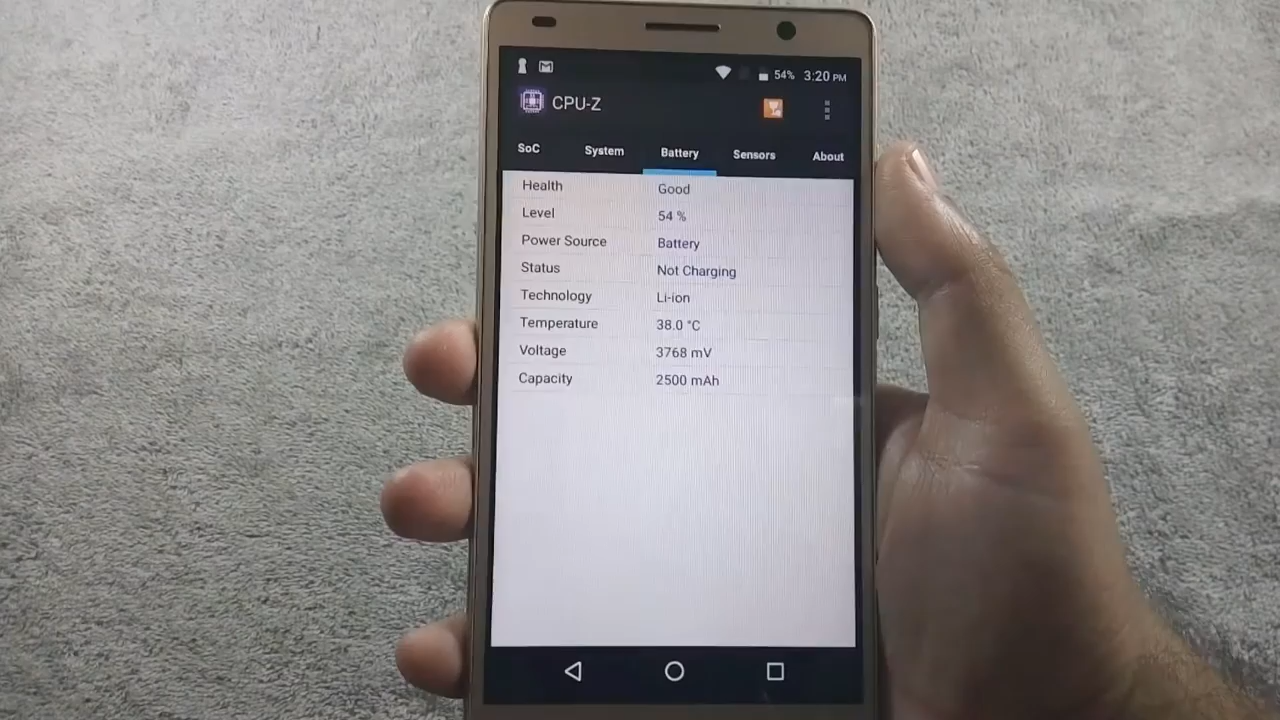 54% 3:20 PM
CPU-Z
SoC System Battery Sensors About
Health Good
Level 54 %
Power Source Battery
Status Not Charging
Technology Li-ion
Temperature 38.0 °C
Voltage 3768 mV
Capacity 2500 mAh